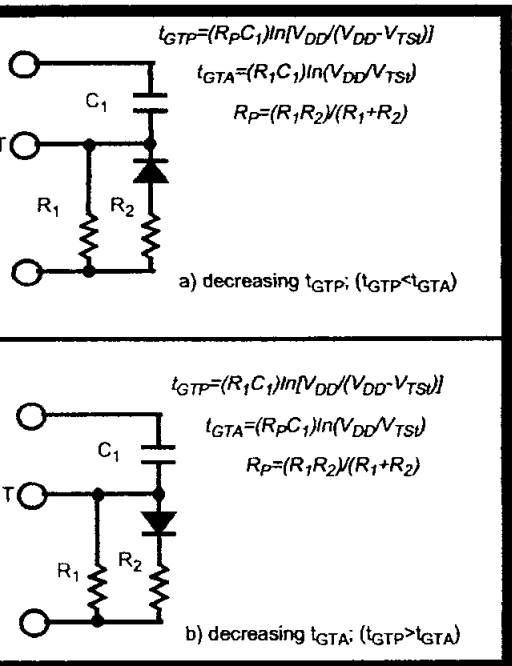 tGTP=(RPC1)ln[VDD/(VDD-VTSt)]
tGTA=(R1C1)ln(VDD/VTSt)
RP=(R1R2)/(R1+R2)
C1
T
R1 R2
a) decreasing tGTP; (tGTP<tGTA)
tGTP=(R1C1)ln[VDD/(VDD-VTSt)]
tGTA=(RPC1)ln(VDD/VTSt)
RP=(R1R2)/(R1+R2)
C1
T
R1 R2
b) decreasing tGTA; (tGTP>tGTA)